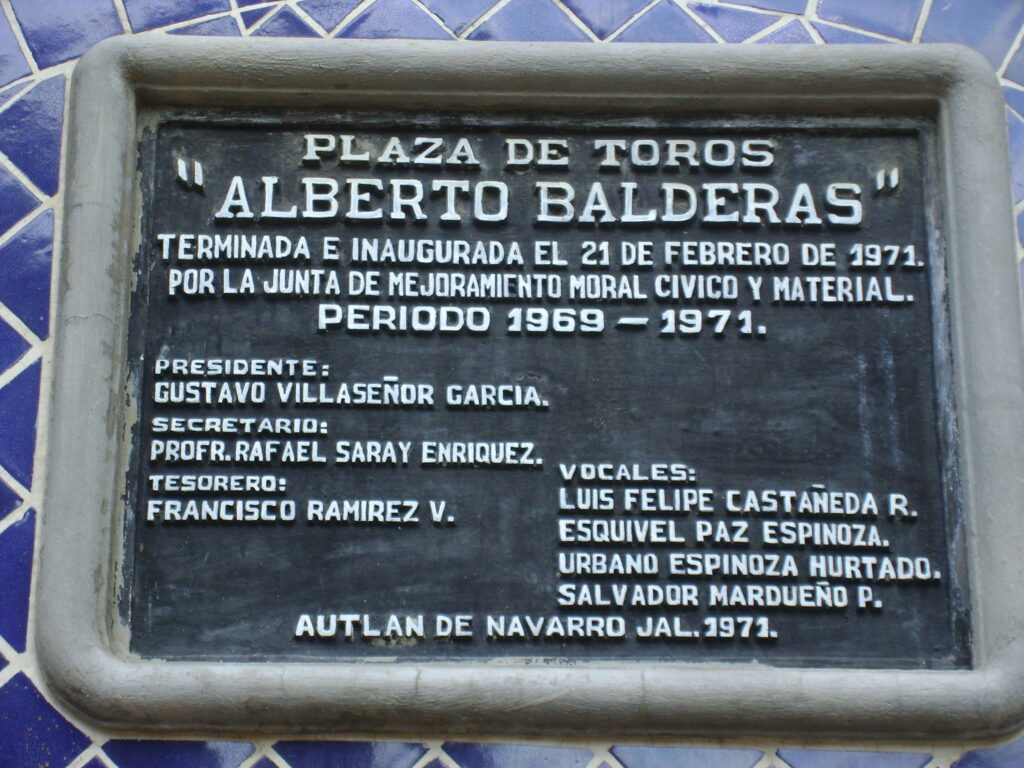 PLAZA DE TOROS
"ALBERTO BALDERAS"
TERMINADA E INAUGURADA EL 21 DE FEBRERO DE 1971.
POR LA JUNTA DE MEJORAMIENTO MORAL CIVICO Y MATERIAL.
PERIODO 1969 - 1971.
PRESIDENTE:
GUSTAVO VILLASEÑOR GARCIA.
SECRETARIO:
PROFR. RAFAEL SARAY ENRIQUEZ.
TESORERO:
FRANCISCO RAMIREZ V.
VOCALES:
LUIS FELIPE CASTAÑEDA R.
ESQUIVEL PAZ ESPINOZA.
URBANO ESPINOZA HURTADO.
SALVADOR MARDUEÑO P.
AUTLAN DE NAVARRO JAL. 1971.